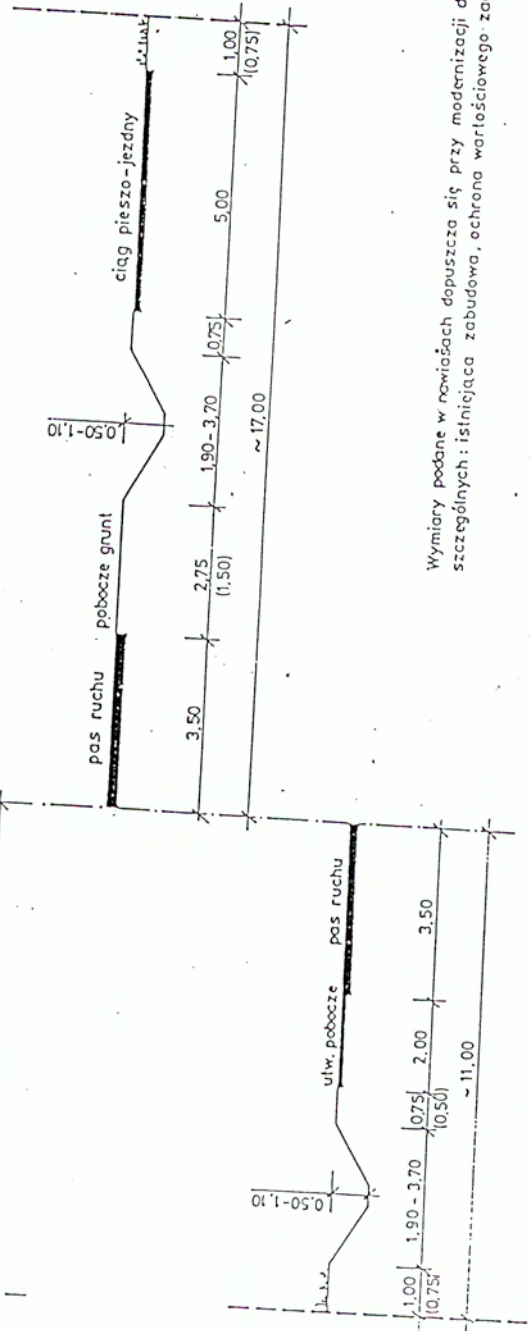 pas ruchu pobocze grunt ciąg pieszo-jezdny
0,50-1,10
3,50 2,75 1,90 - 3,70 0,75 5,00 1,00
(1,50) (0,75)
~ 17,00
utw. pobocze pas ruchu
0,50-1,10
1,00 1,90 - 3,70 0,75 2,00 3,50
(0,75) (0,50)
~ 11,00
Wymiary podane w nawiasach dopuszcza się przy modernizacji
szczególnych : istniejąca zabudowa, ochrona wartościowego